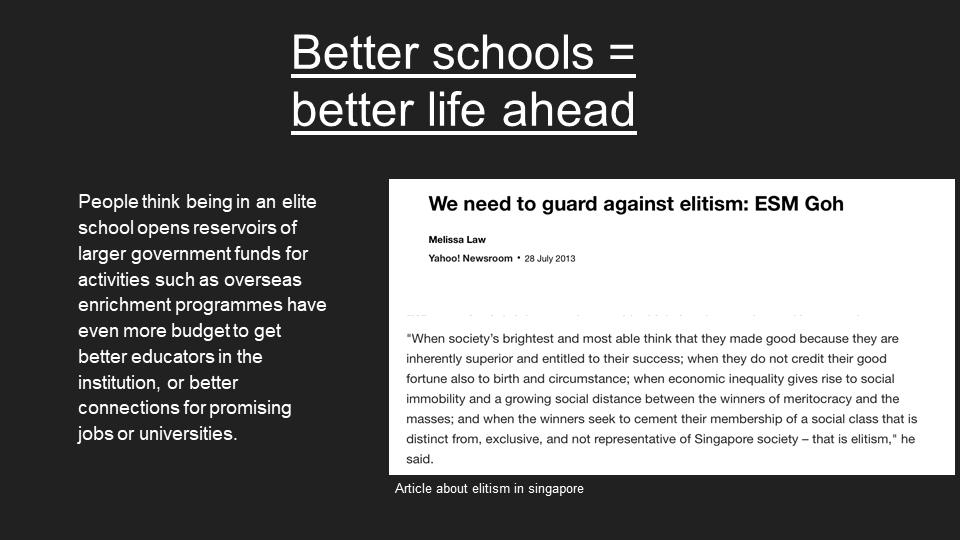 Better schools =
better life ahead
People think being in an elite
school opens reservoirs of
larger government funds for
activities such as overseas
enrichment programmes have
even more budget to get
better educators in the
institution, or better
connections for promising
jobs or universities.
We need to guard against elitism: ESM Goh
Melissa Law
Yahoo! Newsroom • 28 July 2013
"When society's brightest and most able think that they made good because they are
inherently superior and entitled to their success; when they do not credit their good
fortune also to birth and circumstance; when economic inequality gives rise to social
immobility and a growing social distance between the winners of meritocracy and the
masses; and when the winners seek to cement their membership of a social class that is
distinct from, exclusive, and not representative of Singapore society – that is elitism," he
said.
Article about elitism in singapore